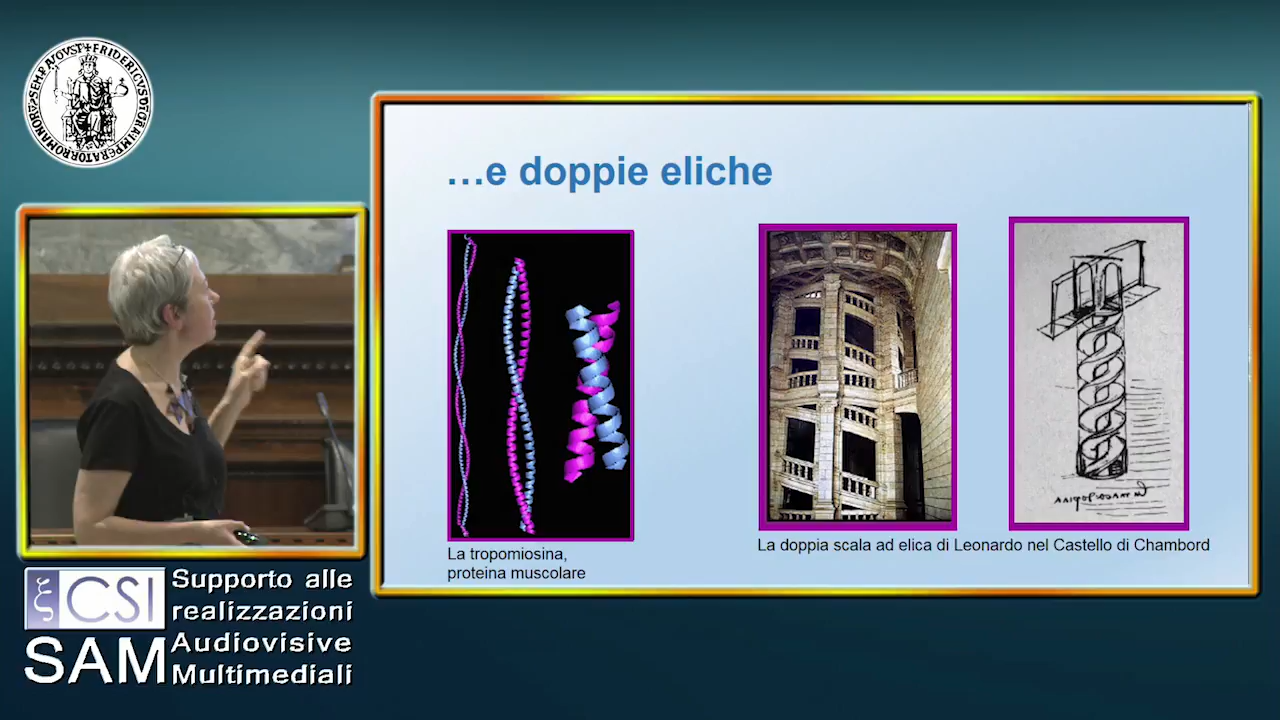 …e doppie eliche
La tropomiosina,
proteina muscolare
La doppia scala ad elica di Leonardo nel Castello di Chambord
CSI
SAM
Supporto alle
realizzazioni
Audiovisive
Multimediali